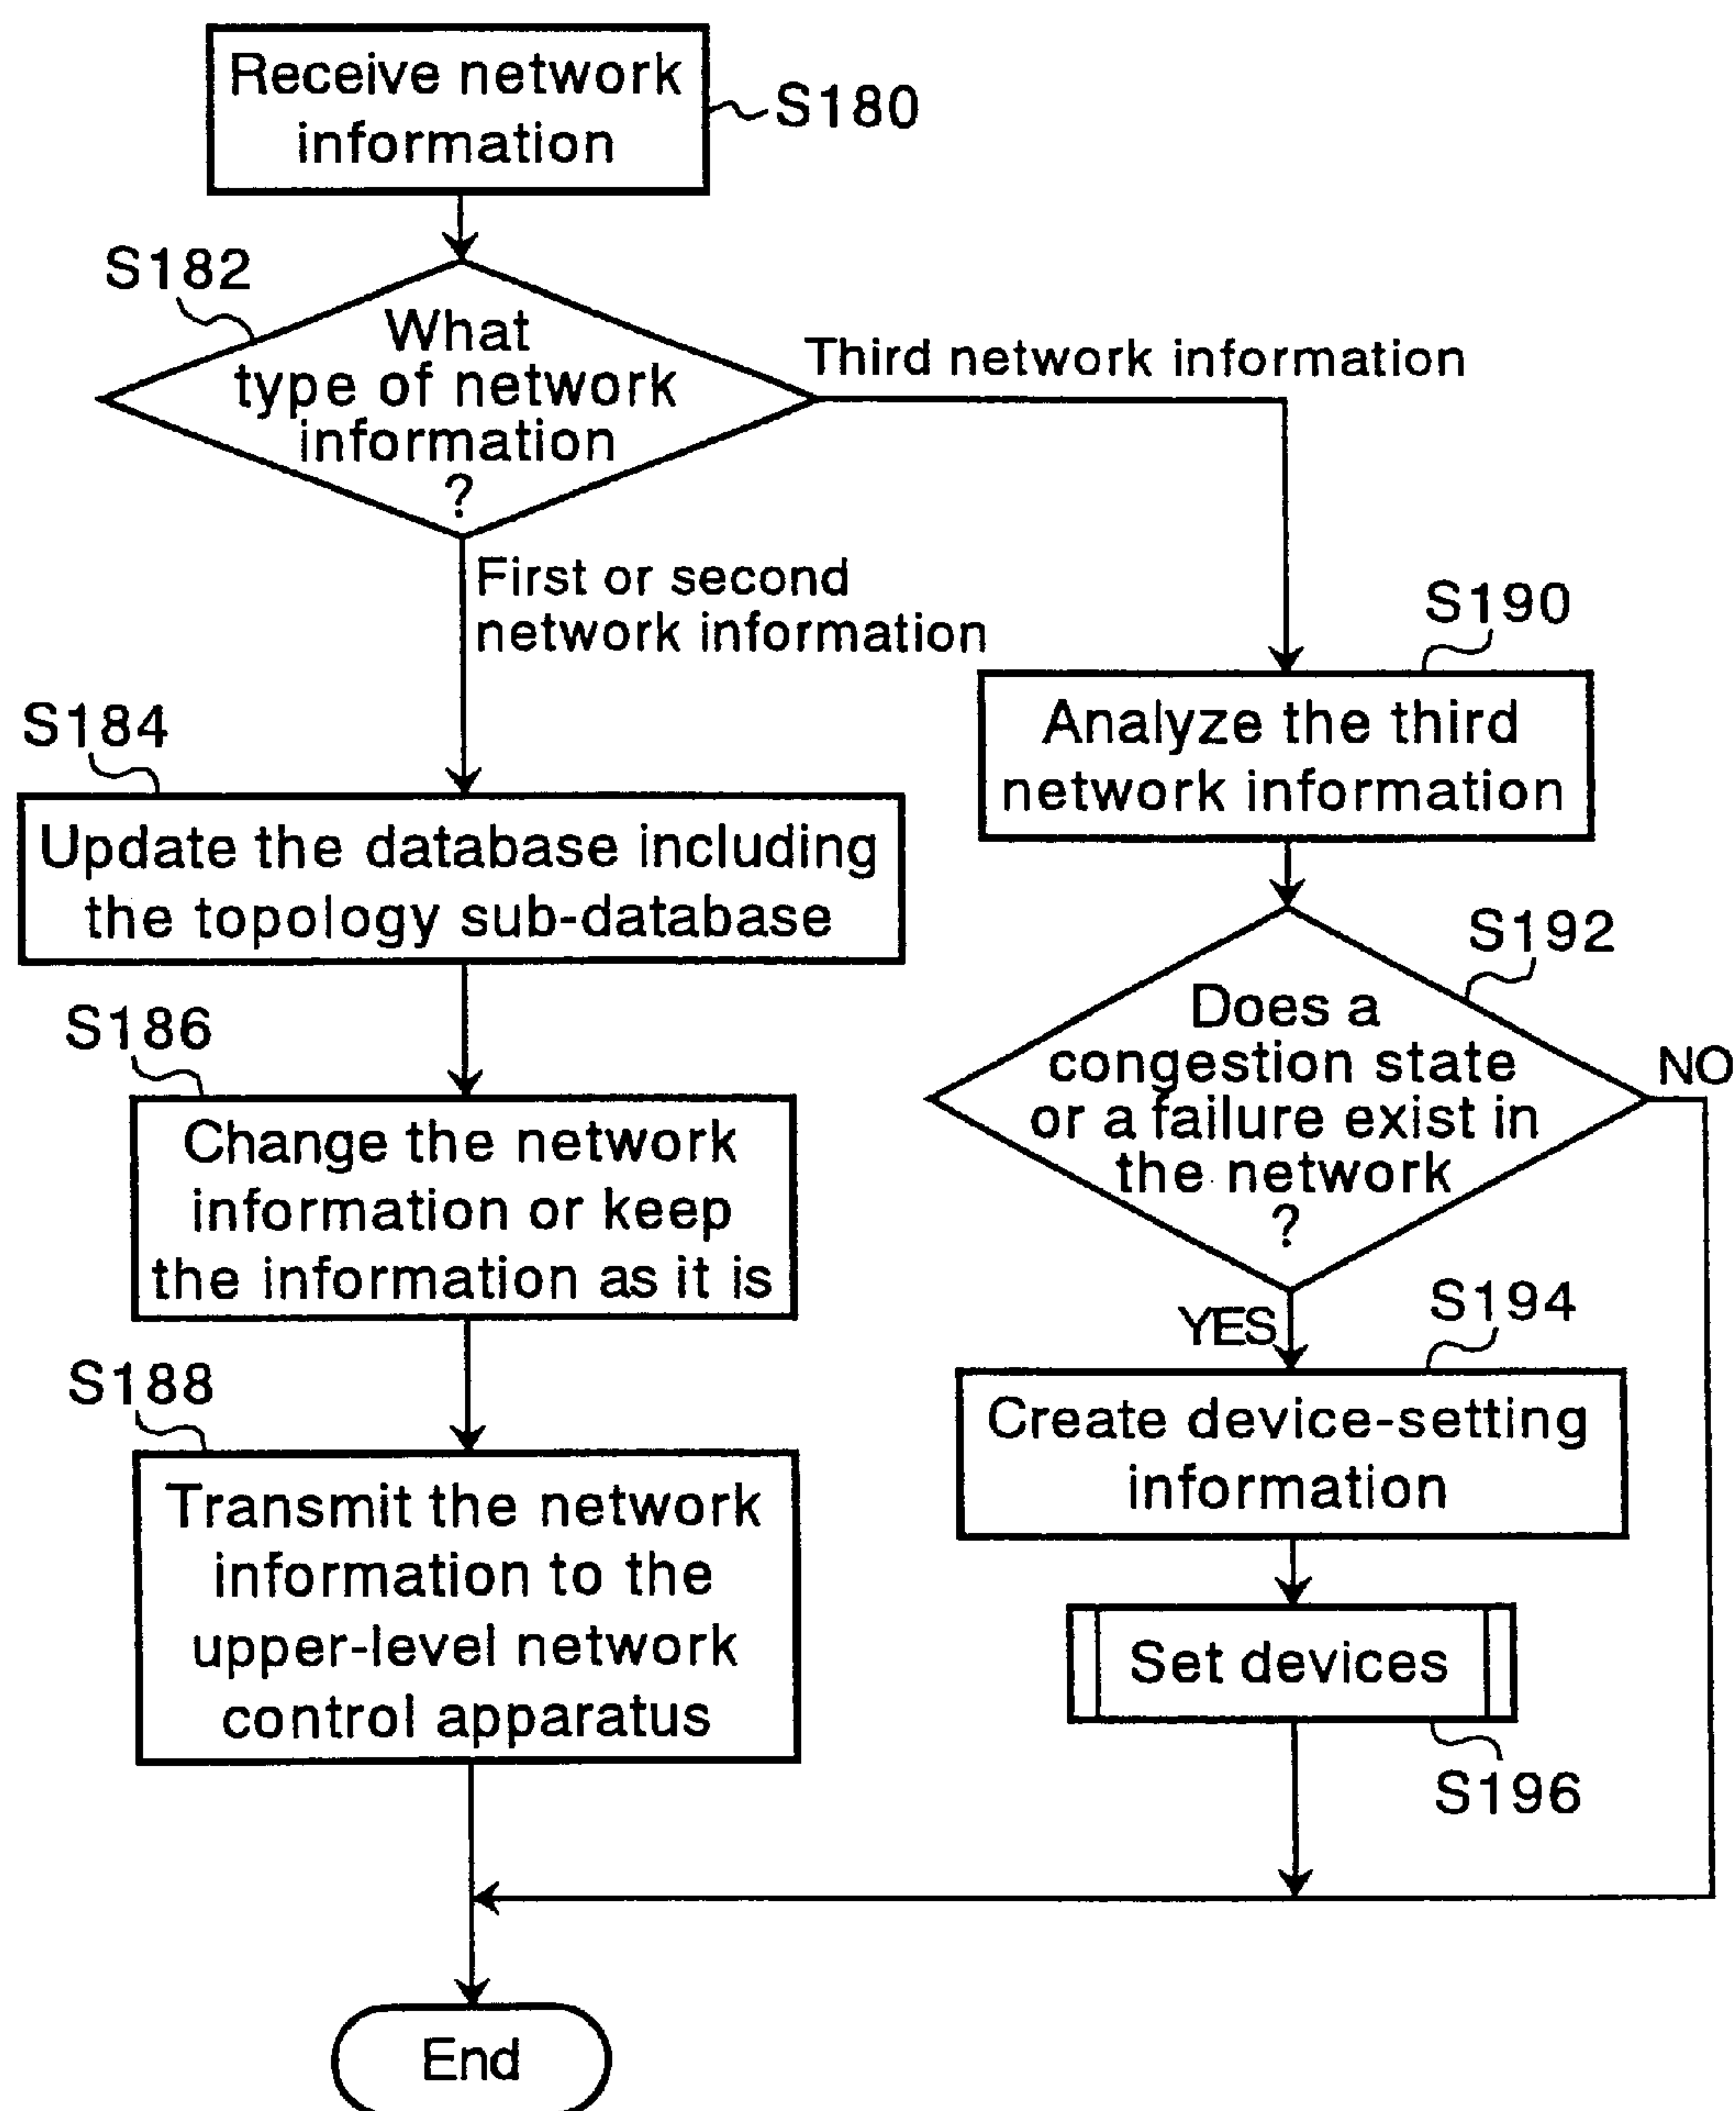 Receive network
information
S180
S182
What
type of network
information
?
Third network information
First or second
network information
S184
Update the database including
the topology sub-database
S186
Change the network
information or keep
the information as it is
S188
Transmit the network
information to the
upper-level network
control apparatus
S190
Analyze the third
network information
S192
Does a
congestion state
or a failure exist in
the network
?
NO
YES
S194
Create device-setting
information
Set devices
S196
End